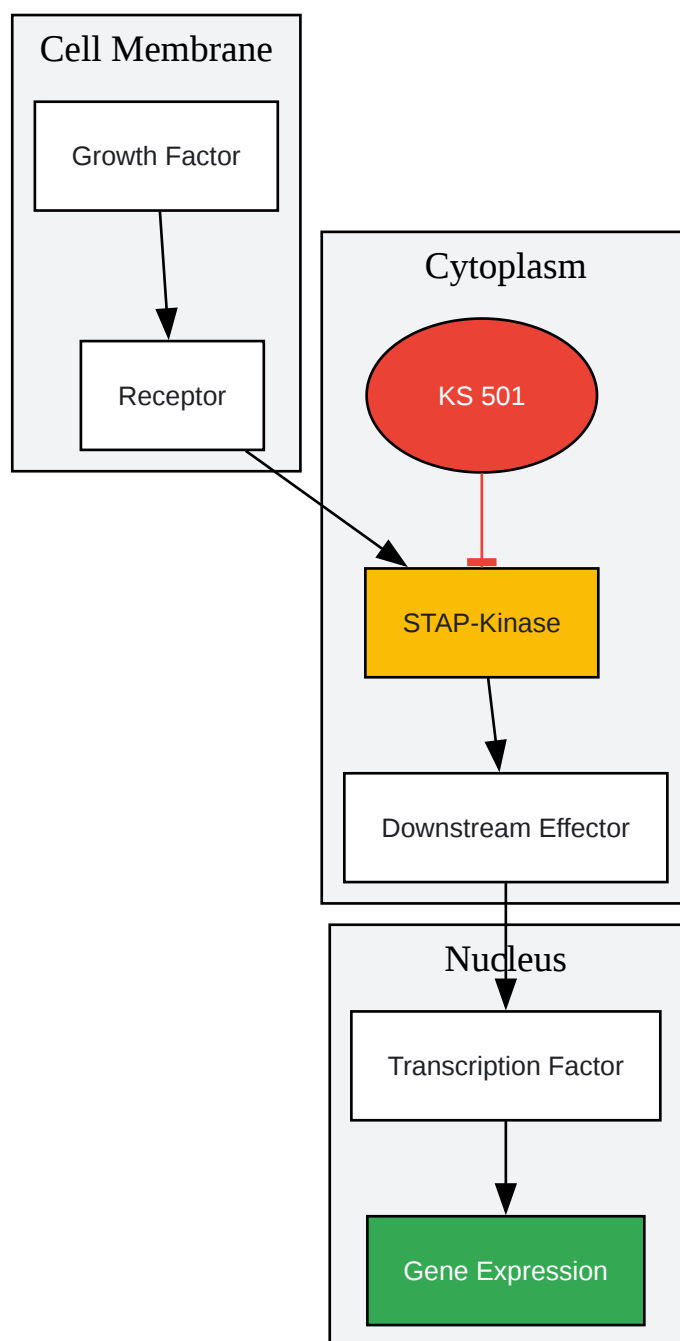 Cell Membrane
Growth Factor
Receptor
Cytoplasm
KS 501
STAP-Kinase
Downstream Effector
Nucleus
Transcription Factor
Gene Expression